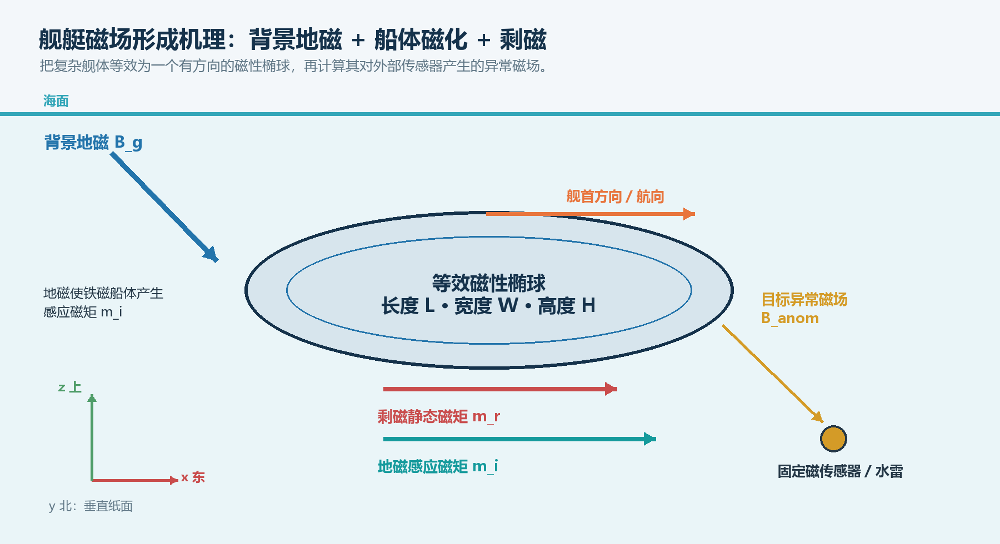 舰艇磁场形成机理：背景地磁 + 船体磁化 + 剩磁
把复杂舰体等效为一个有方向的磁性椭球，再计算其对外部传感器产生的异常磁场。
海面
背景地磁 B_g
舰首方向 / 航向
等效磁性椭球
长度 L • 宽度 W • 高度 H
地磁使铁磁船体产生
感应磁矩 m_i
目标异常磁场
B_anom
z 上
剩磁静态磁矩 m_r
地磁感应磁矩 m_i
固定磁传感器 / 水雷
x 东
y 北：垂直纸面